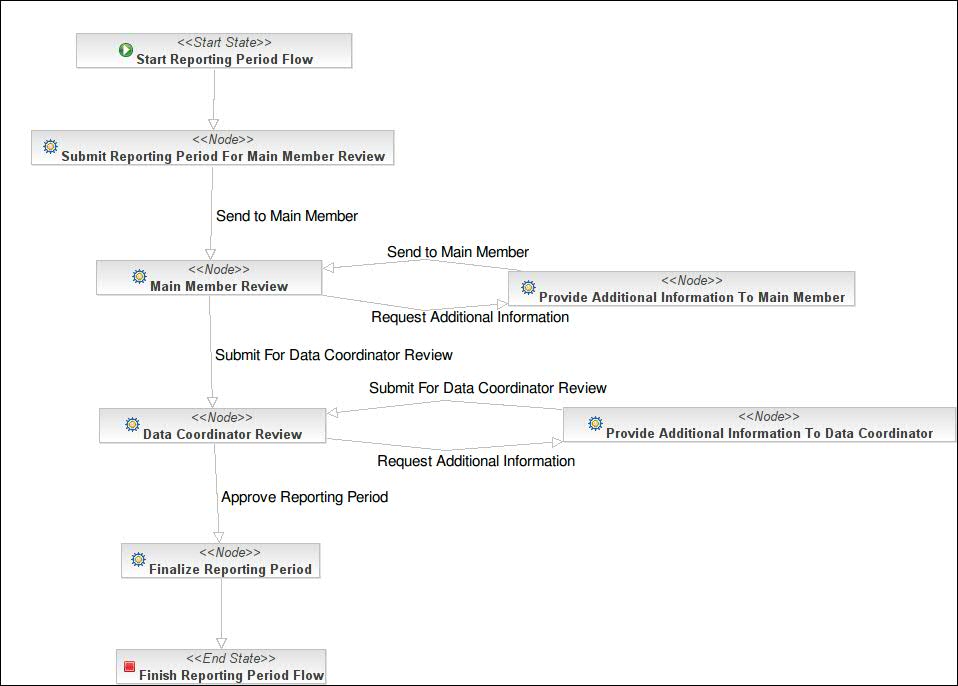 <<Start State>>
Start Reporting Period Flow
<<Node>>
Submit Reporting Period For Main Member Review
Send to Main Member
Send to Main Member
<<Node>>
Main Member Review
<<Node>>
Provide Additional Information To Main Member
Request Additional Information
Submit For Data Coordinator Review
Submit For Data Coordinator Review
<<Node>>
Data Coordinator Review
<<Node>>
Provide Additional Information To Data Coordinator
Request Additional Information
Approve Reporting Period
<<Node>>
Finalize Reporting Period
<<End State>>
Finish Reporting Period Flow